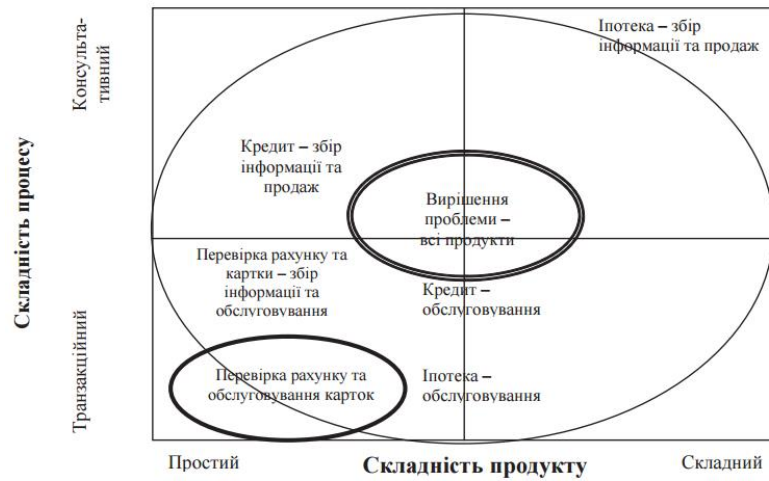 Складність процесу
Консульта-
тивний
Транзакційний
Іпотека – збір
інформації та продаж
Кредит – збір
інформації та
продаж
Вирішення
проблеми –
всі продукти
Перевірка рахунку та
картки – збір
інформації та
обслуговування
Кредит –
обслуговування
Перевірка рахунку та
обслуговування карток
Іпотека –
обслуговування
Простий
Складність продукту
Складний